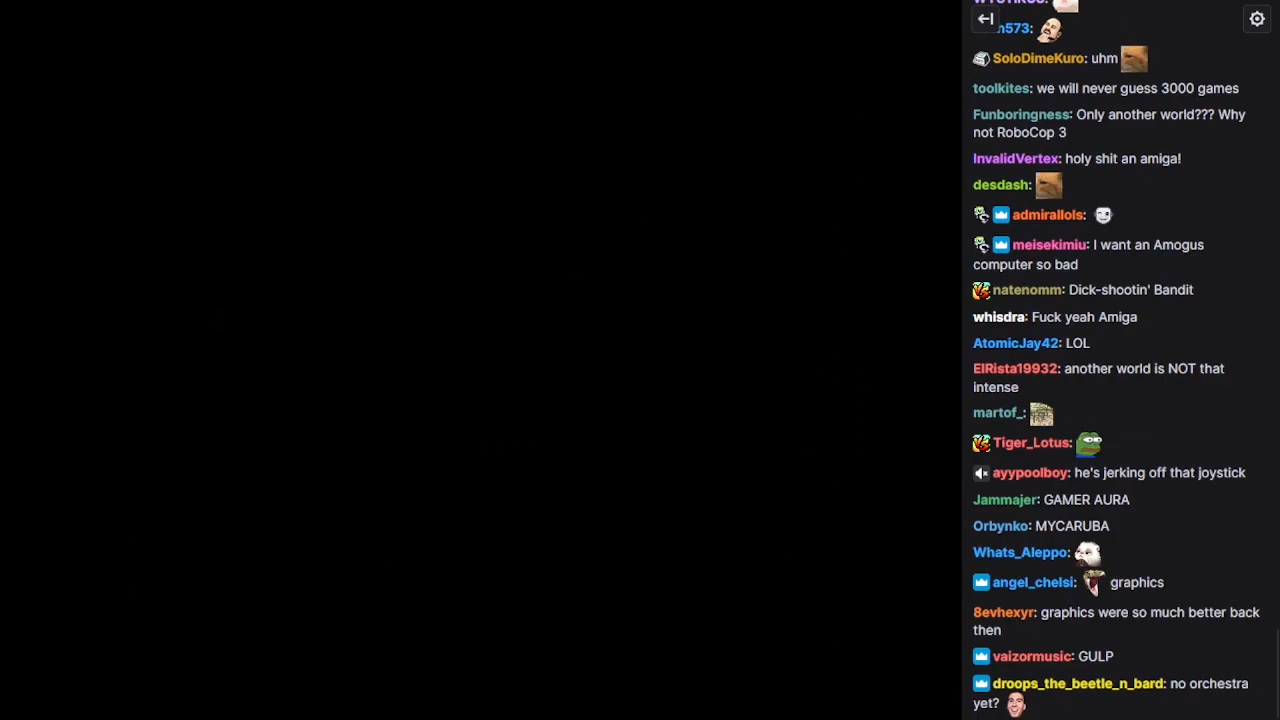 n573:
SoloDimeKuro: uhm
toolkites: we will never guess 3000 games
Funboringness: Only another world??? Why
not RoboCop 3
InvalidVertex: holy shit an amiga!
desdash:
admirallols:
meisekimiu: I want an Amogus
computer so bad
natenomm: Dick-shootin' Bandit
whisdra: Fuck yeah Amiga
AtomicJay42: LOL
ElRista19932: another world is NOT that
intense
martof_:
Tiger_Lotus:
ayypoolboy: he's jerking off that joystick
Jammajer: GAMER AURA
Orbynko: MYCARUBA
Whats_Aleppo:
angel_chelsi: graphics
8evhexyr: graphics were so much better back
then
vaizormusic: GULP
droops_the_beetle_n_bard: no orchestra
yet?